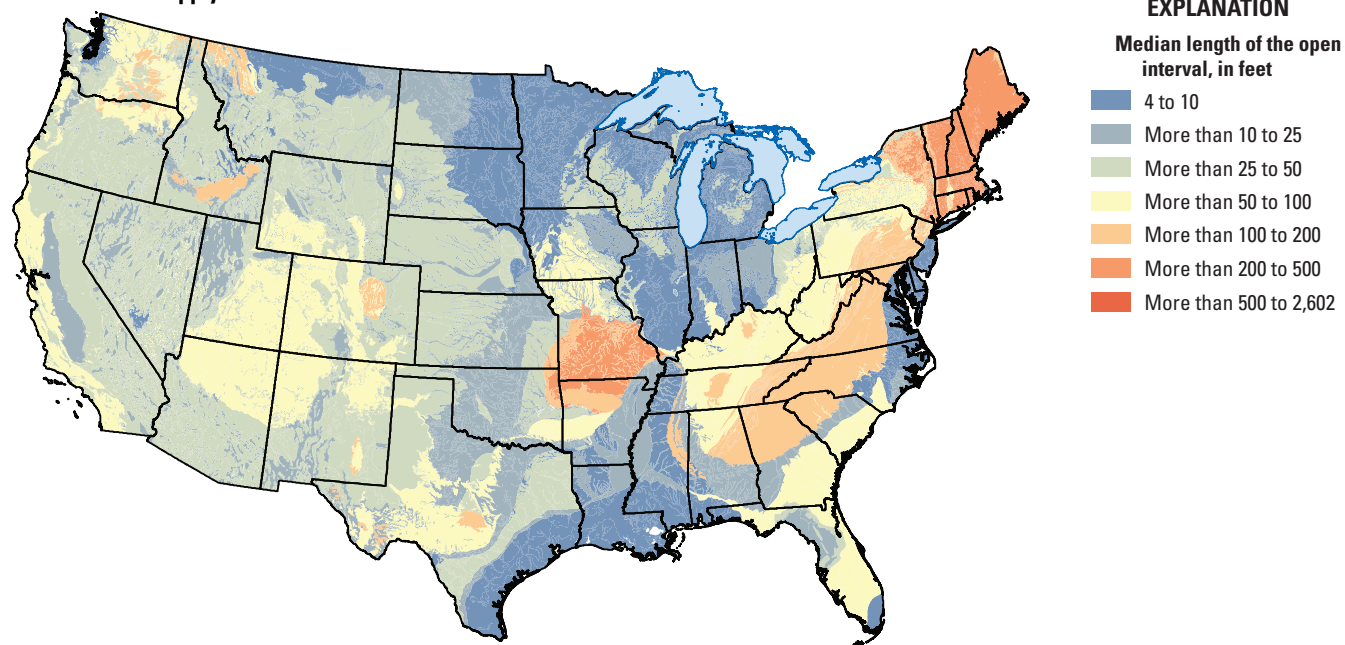 EXPLANATION
Median length of the open
interval, in feet
4 to 10
More than 10 to 25
More than 25 to 50
More than 50 to 100
More than 100 to 200
More than 200 to 500
More than 500 to 2,602